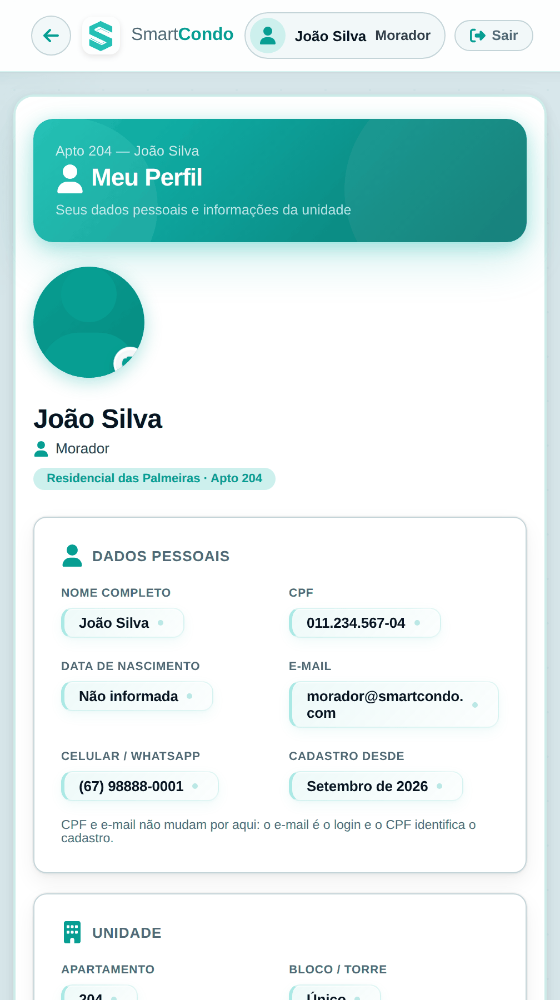 SmartCondo
João Silva Morador
Sair
Apto 204 — João Silva
Meu Perfil
Seus dados pessoais e informações da unidade
João Silva
Morador
Residencial das Palmeiras · Apto 204
DADOS PESSOAIS
NOME COMPLETO
João Silva
CPF
011.234.567-04
DATA DE NASCIMENTO
Não informada
E-MAIL
morador@smartcondo.
com
CELULAR / WHATSAPP
(67) 98888-0001
CADASTRO DESDE
Setembro de 2026
CPF e e-mail não mudam por aqui: o e-mail é o login e o CPF identifica o
cadastro.
UNIDADE
APARTAMENTO
204
BLOCO / TORRE
Único